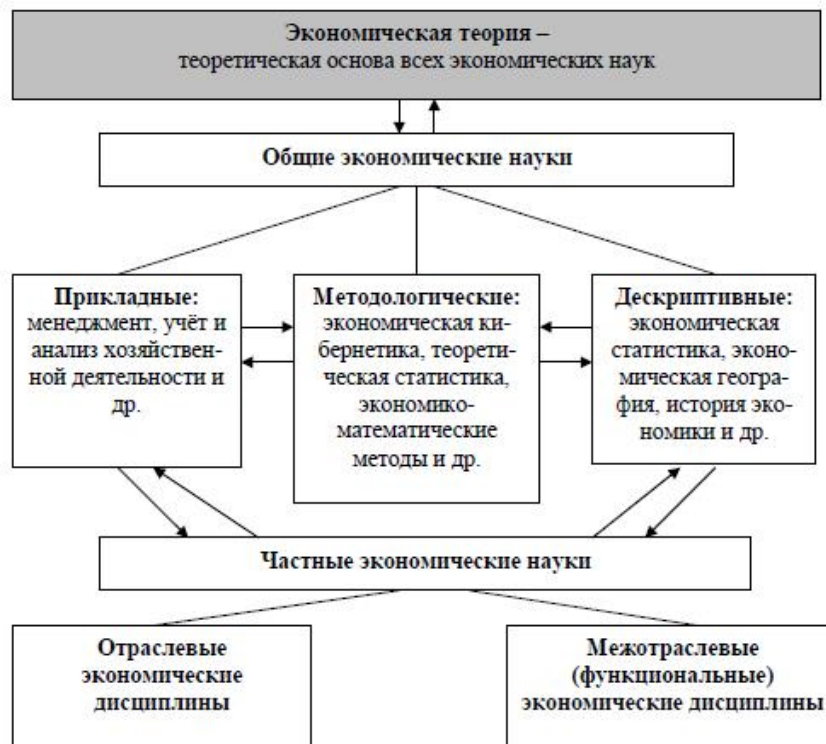 Экономическая теория –
теоретическая основа всех экономических наук
Общие экономические науки
Прикладные:
менеджмент, учёт и
анализ хозяйствен-
ной деятельности и
др.
Методологические:
экономическая ки-
бернетика, теорети-
ческая статистика,
экономико-
математические
методы и др.
Дескриптивные:
экономическая
статистика, эконо-
мическая геогра-
фия, история эко-
номики и др.
Частные экономические науки
Отраслевые
экономические
дисциплины
Межотраслевые
(функциональные)
экономические дисциплины